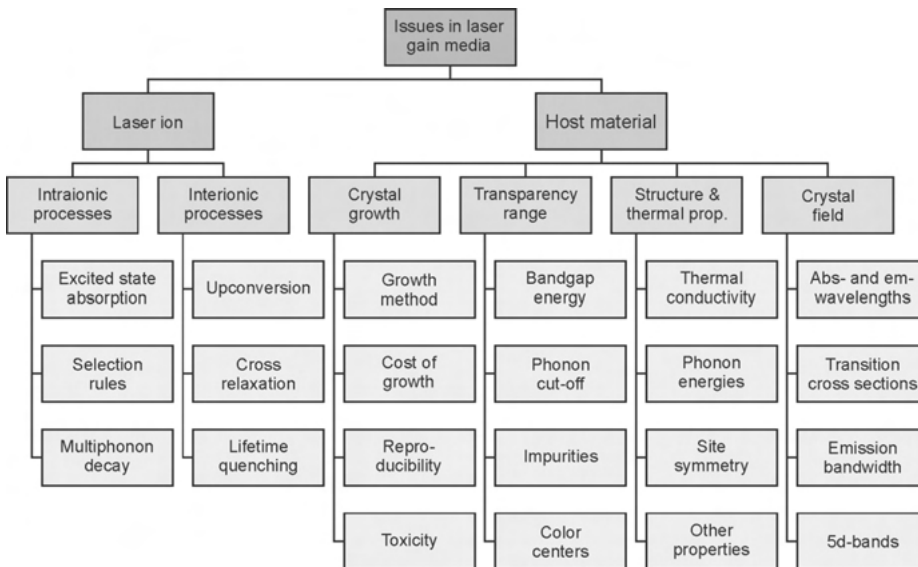 Issues in laser
gain media
Laser ion
Host material
Intraionic
processes
Interionic
processes
Crystal
growth
Transparency
range
Structure &
thermal prop.
Crystal
field
Excited state
absorption
Upconversion
Growth
method
Bandgap
energy
Thermal
conductivity
Abs- and em-
wavelengths
Selection
rules
Cross
relaxation
Cost of
growth
Phonon
cut-off
Phonon
energies
Transition
cross sections
Multiphonon
decay
Lifetime
quenching
Repro-
ducibility
Impurities
Site
symmetry
Emission
bandwidth
Toxicity
Color
centers
Other
properties
5d-bands